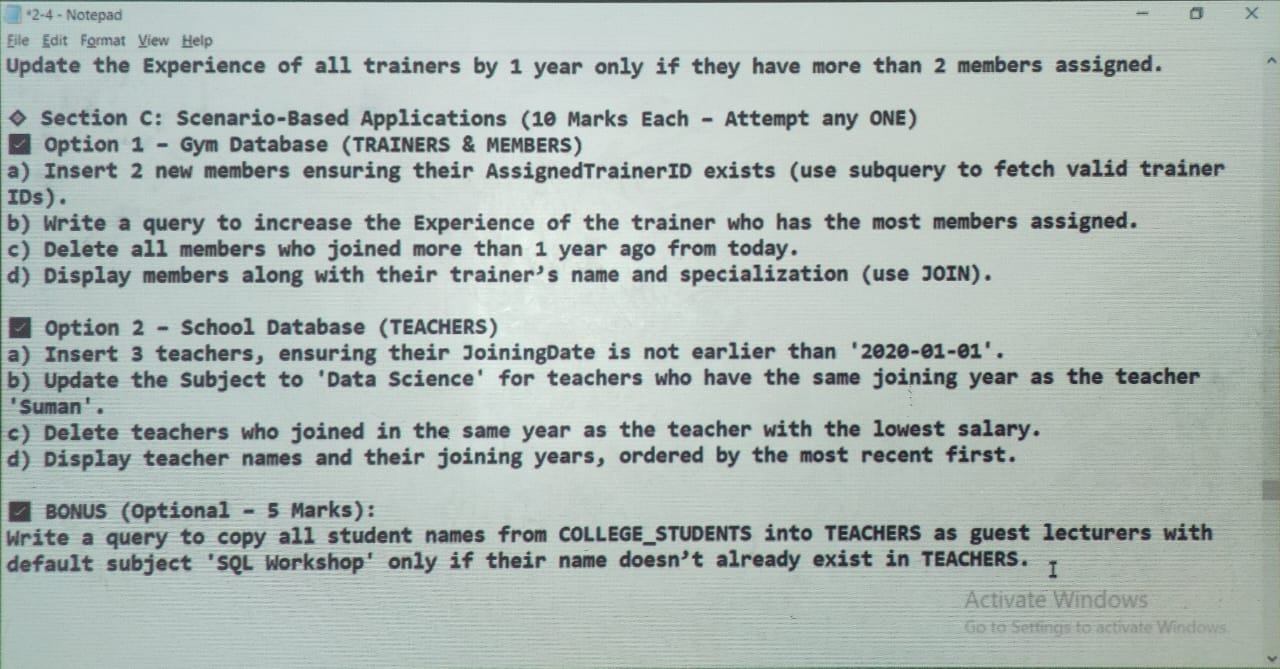 *2-4 - Notepad
File Edit Format View Help
Update the Experience of all trainers by 1 year only if they have more than 2 members assigned.
Section C: Scenario-Based Applications (10 Marks Each – Attempt any ONE)
Option 1 – Gym Database (TRAINERS & MEMBERS)
a) Insert 2 new members ensuring their AssignedTrainerID exists (use subquery to fetch valid trainer
IDs).
b) Write a query to increase the Experience of the trainer who has the most members assigned.
c) Delete all members who joined more than 1 year ago from today.
d) Display members along with their trainer’s name and specialization (use JOIN).
Option 2 – School Database (TEACHERS)
a) Insert 3 teachers, ensuring their JoiningDate is not earlier than '2020-01-01'.
b) Update the Subject to 'Data Science' for teachers who have the same joining year as the teacher
'Suman'.
c) Delete teachers who joined in the same year as the teacher with the lowest salary.
d) Display teacher names and their joining years, ordered by the most recent first.
BONUS (Optional – 5 Marks):
Write a query to copy all student names from COLLEGE_STUDENTS into TEACHERS as guest lecturers with
default subject 'SQL Workshop' only if their name doesn’t already exist in TEACHERS.
Activate Windows
Go to Settings to activate Windows.